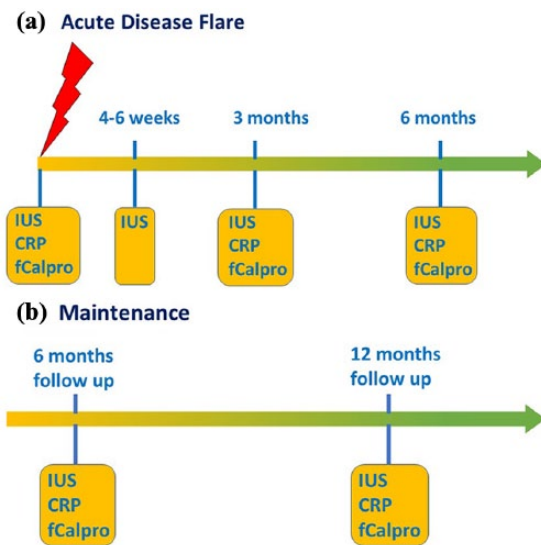 (a) Acute Disease Flare
4-6 weeks
3 months
6 months
IUS
CRP
fCalpro
IUS
IUS
CRP
fCalpro
IUS
CRP
fCalpro
(b) Maintenance
6 months
follow up
12 months
follow up
IUS
CRP
fCalpro
IUS
CRP
fCalpro